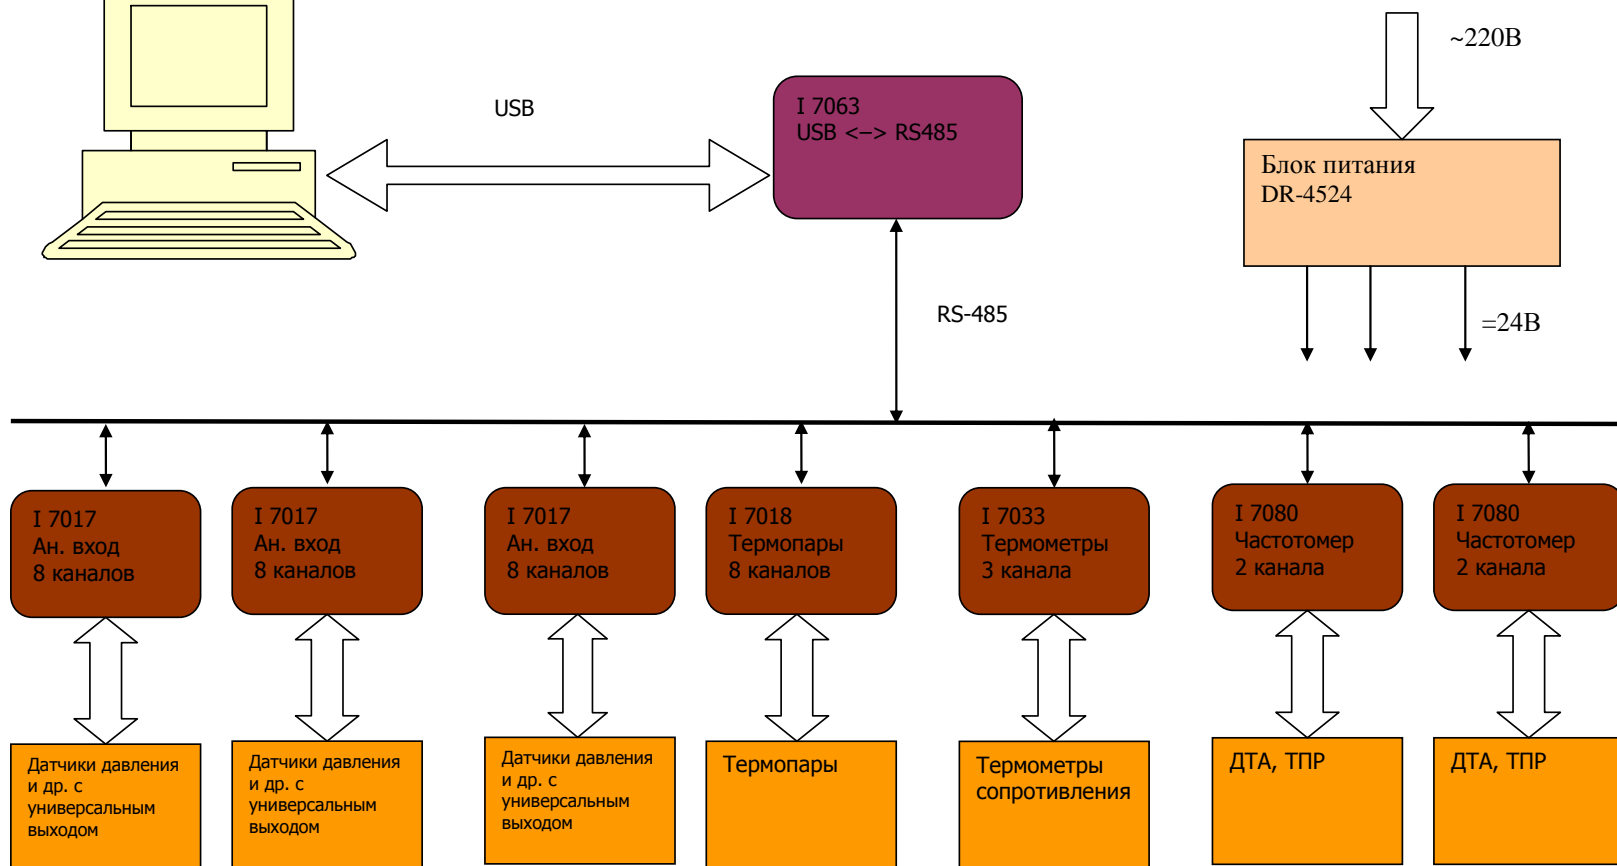 ~220В
USB
I 7063
USB <–> RS485
Блок питания
DR-4524
RS-485
=24В
I 7017
Ан. вход
8 каналов
I 7017
Ан. вход
8 каналов
I 7017
Ан. вход
8 каналов
I 7018
Термопары
8 каналов
I 7033
Термометры
3 канала
I 7080
Частотомер
2 канала
I 7080
Частотомер
2 канала
Датчики давления
и др. с
универсальным
выходом
Датчики давления
и др. с
универсальным
выходом
Датчики давления
и др. с
универсальным
выходом
Термопары
Термометры
сопротивления
ДТА, ТПР
ДТА, ТПР